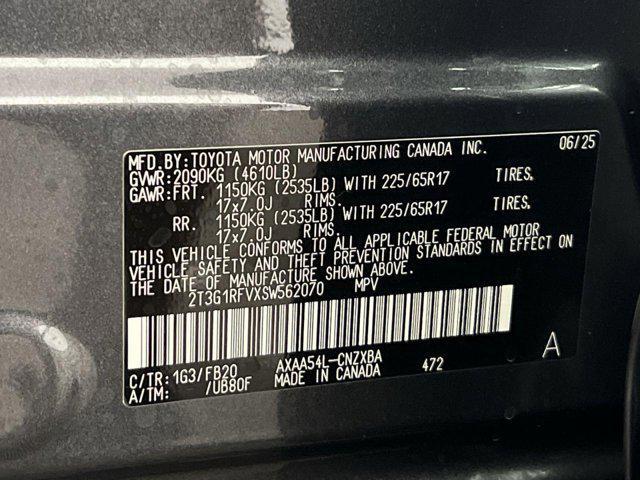 MFD.BY:TOYOTA MOTOR MANUFACTURING CANADA INC. 06/25
GVWR:2090KG (4610LB)
GAWR:FRT. 1150KG (2535LB) WITH 225/65R17 TIRES.
17x7.0J RIMS.
RR. 1150KG (2535LB) WITH 225/65R17 TIRES.
17x7.0J RIMS.
THIS VEHICLE CONFORMS TO ALL APPLICABLE FEDERAL MOTOR
VEHICLE SAFETY AND THEFT PREVENTION STANDARDS IN EFFECT ON
THE DATE OF MANUFACTURE SHOWN ABOVE.
2T3G1RFVXSW562070 MPV
A
C/TR:1G3/FB20 AXAA54L-CNZXBA 472
A/TM: /UB80F MADE IN CANADA